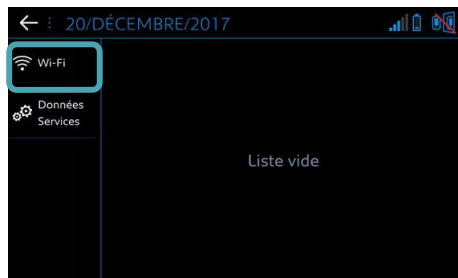 20/DÉCEMBRE/2017
Wi-Fi
Données
Services
Liste vide